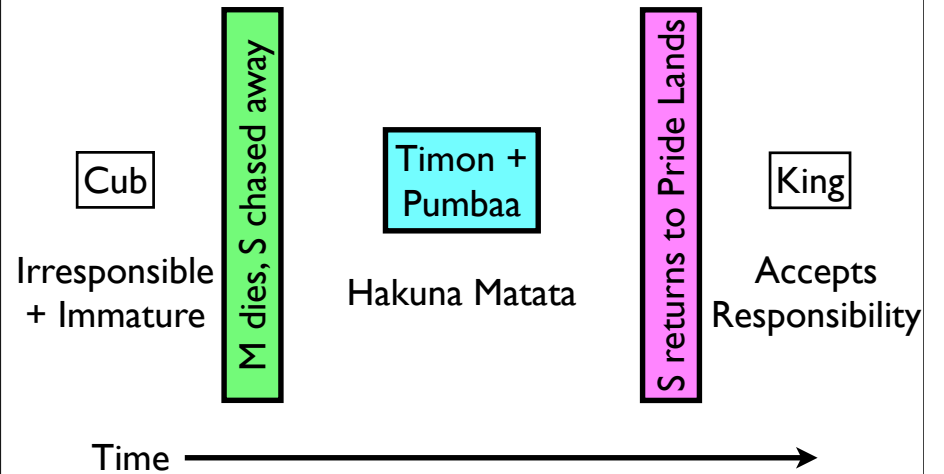 Cub
Irresponsible
+ Immature
M dies, S chased away
Timon +
Pumbaa
Hakuna Matata
S returns to Pride Lands
King
Accepts
Responsibility
Time